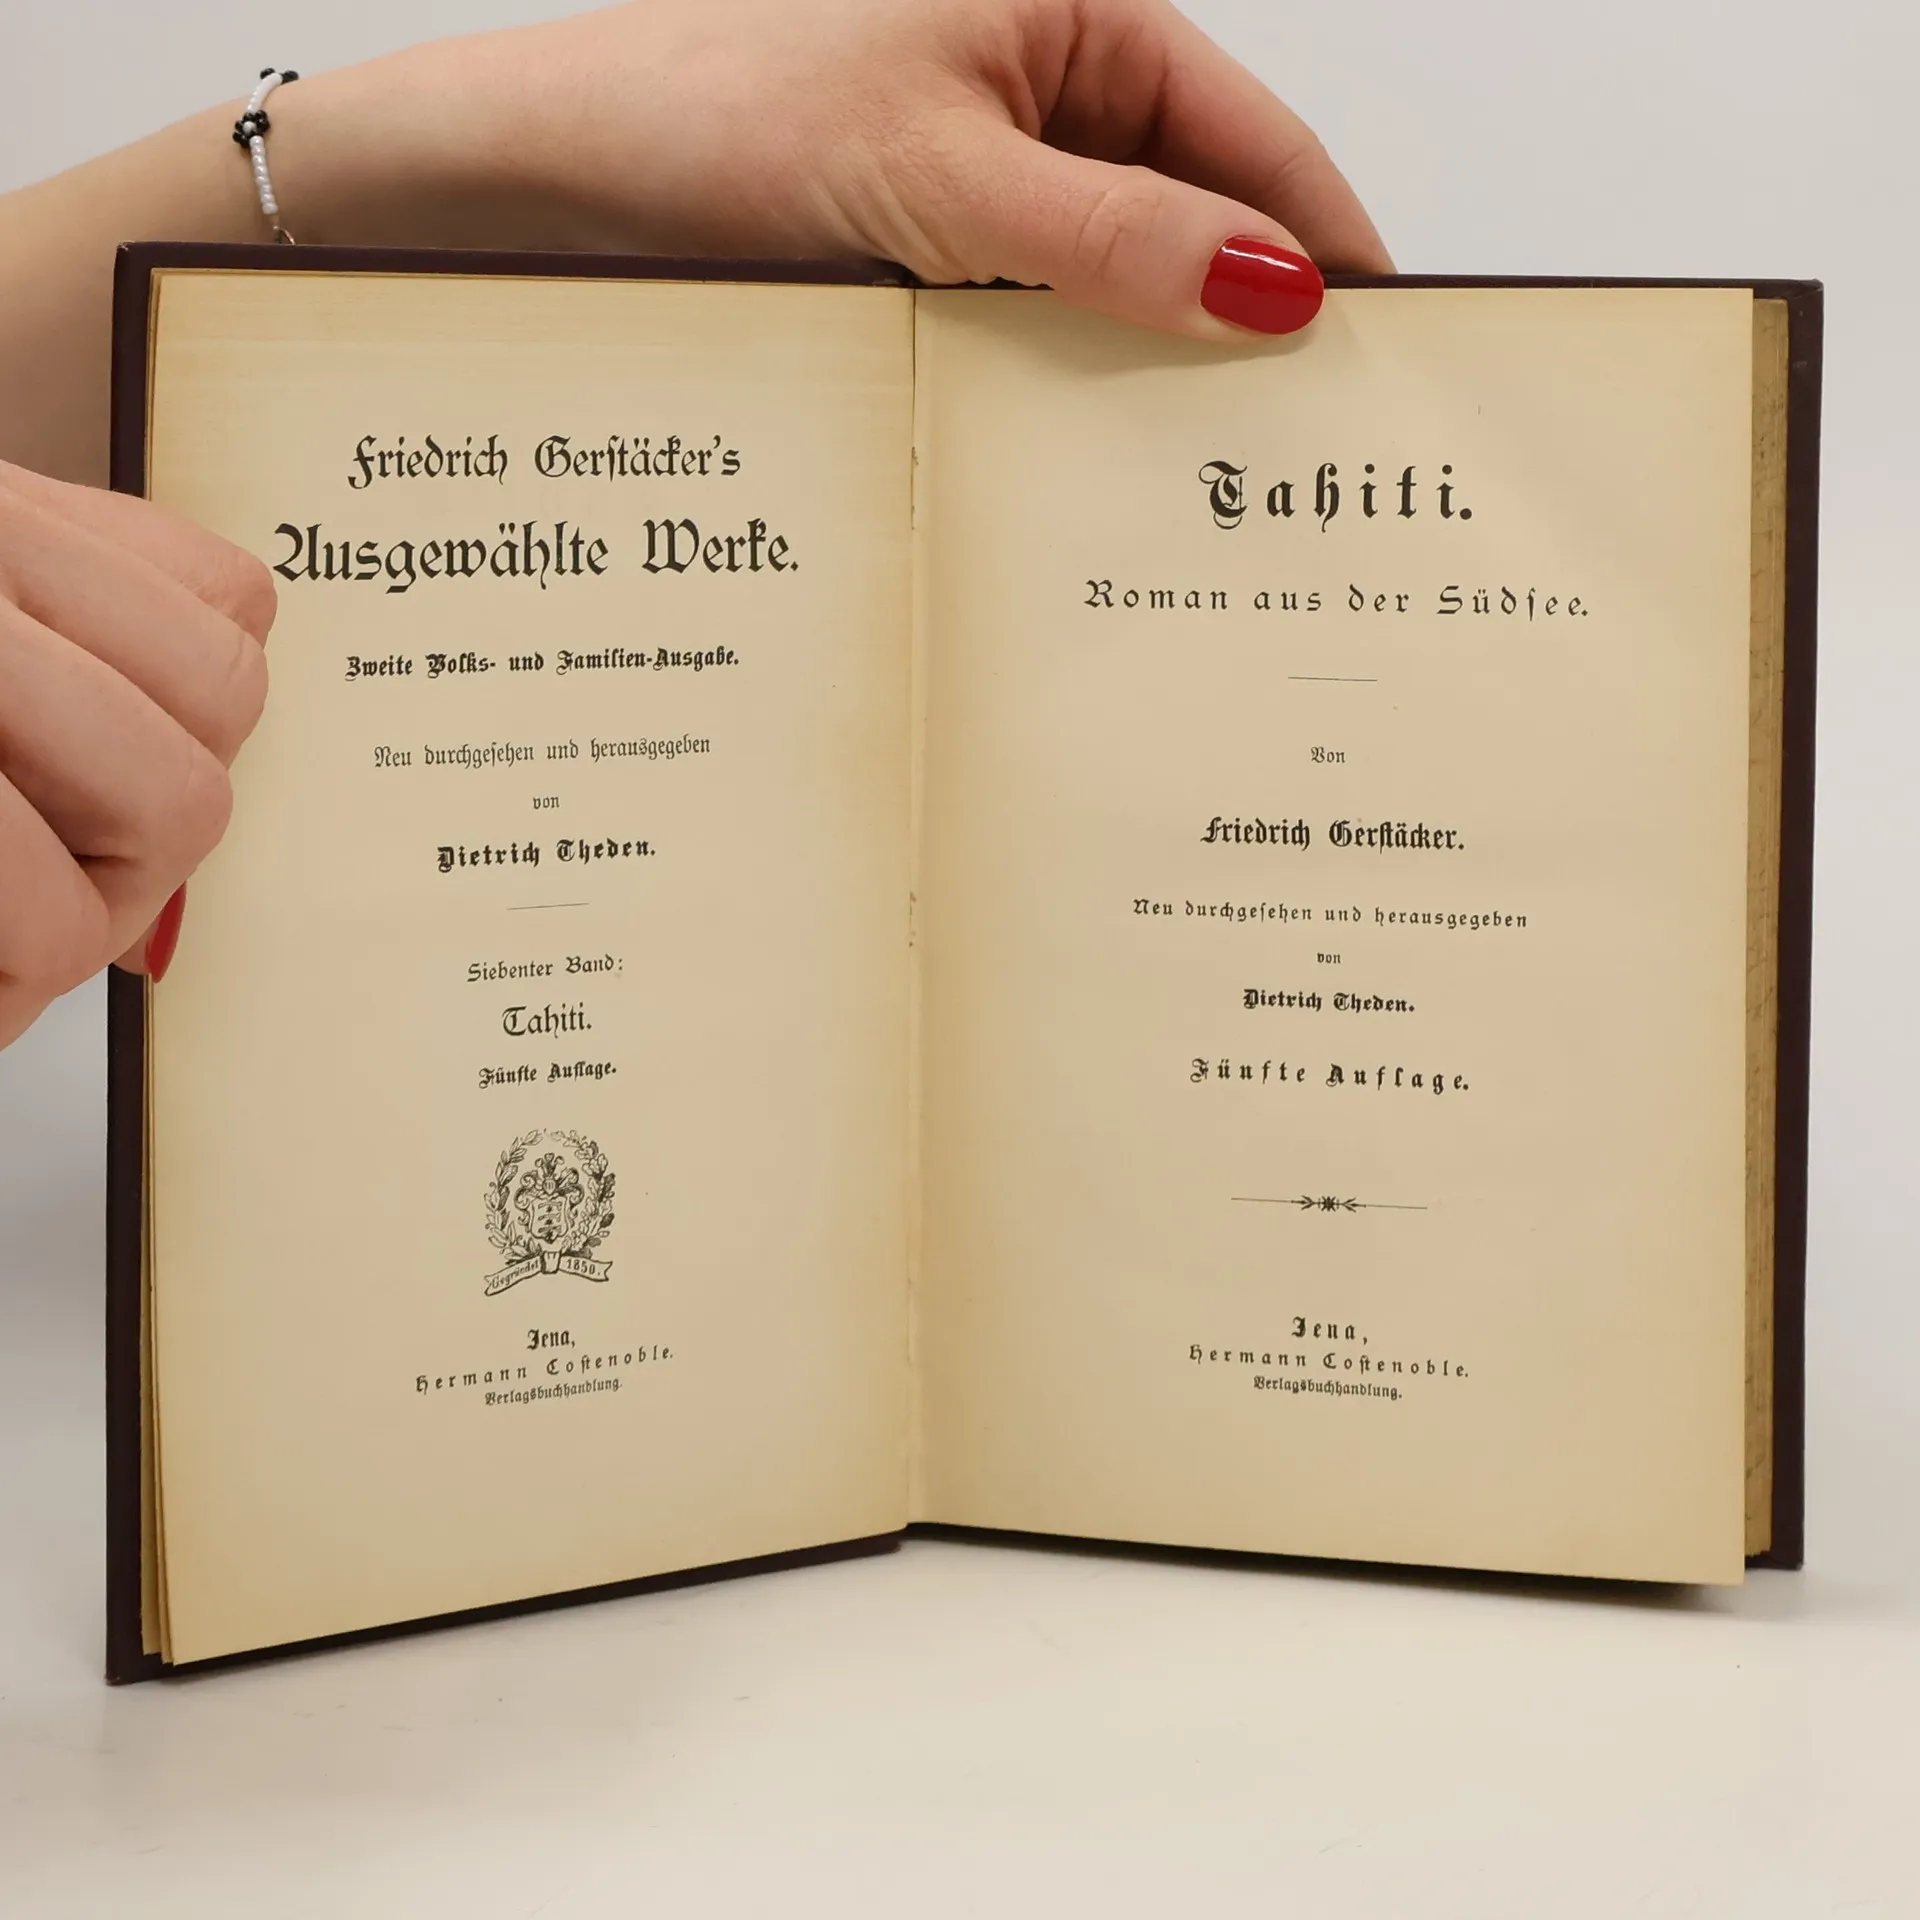 Friedrich Gerſtäcker's
Ausgewählte Werke.
Zweite Volks- und Familien-Ausgabe.
Neu durchgeſehen und herausgegeben
von
Dietrich Theden.
Siebenter Band:
Tahiti.
Fünfte Auflage.
Gegründet 1850.
Jena,
Hermann Coſtenoble.
Verlagsbuchhandlung.
Tahiti.
Roman aus der Südſee.
Von
Friedrich Gerſtäcker.
Neu durchgeſehen und herausgegeben
von
Dietrich Theden.
Fünfte Auflage.
Jena,
Hermann Coſtenoble.
Verlagsbuchhandlung.